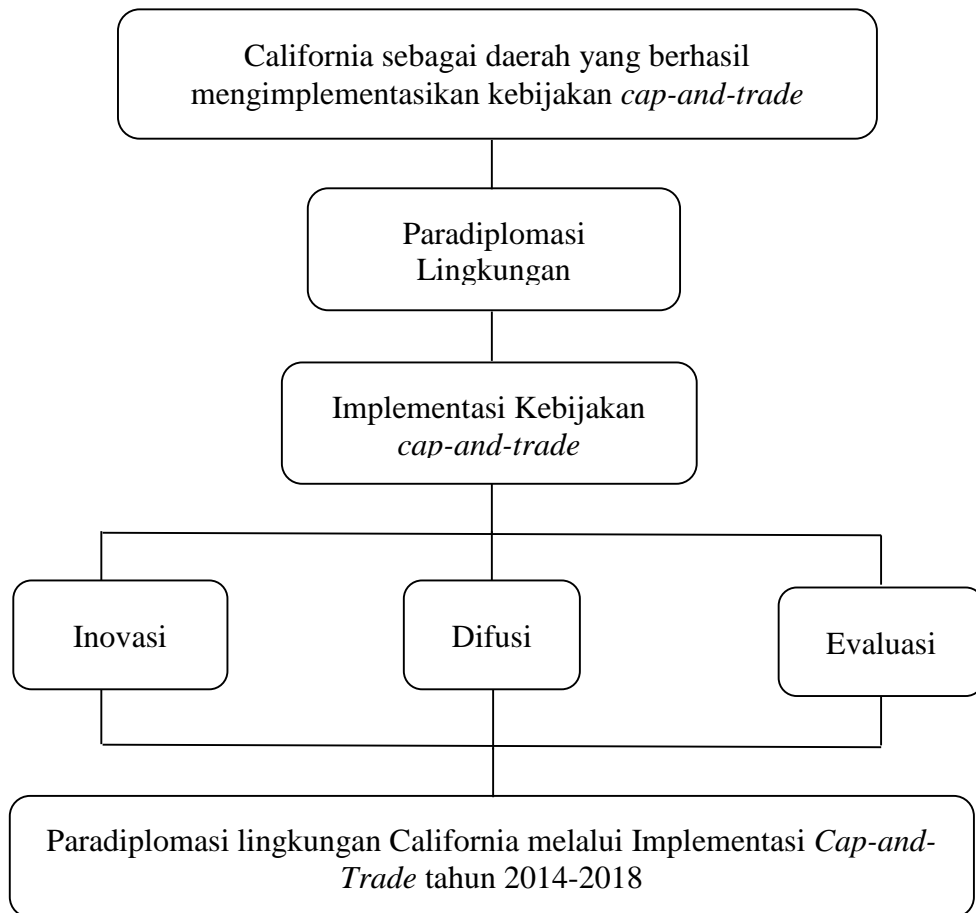 California sebagai daerah yang berhasil
mengimplementasikan kebijakan cap-and-trade
Paradiplomasi
Lingkungan
Implementasi Kebijakan
cap-and-trade
Inovasi
Difusi
Evaluasi
Paradiplomasi lingkungan California melalui Implementasi Cap-and-
Trade tahun 2014-2018